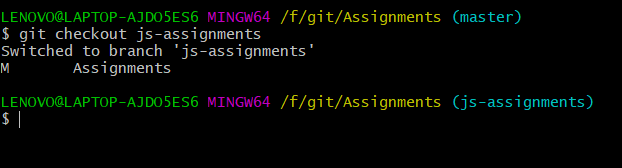 LENOVO@LAPTOP-AJDO5ES6 MINGW64 /f/git/Assignments (master)
$ git checkout js-assignments
Switched to branch 'js-assignments'
M       Assignments
LENOVO@LAPTOP-AJDO5ES6 MINGW64 /f/git/Assignments (js-assignments)
$